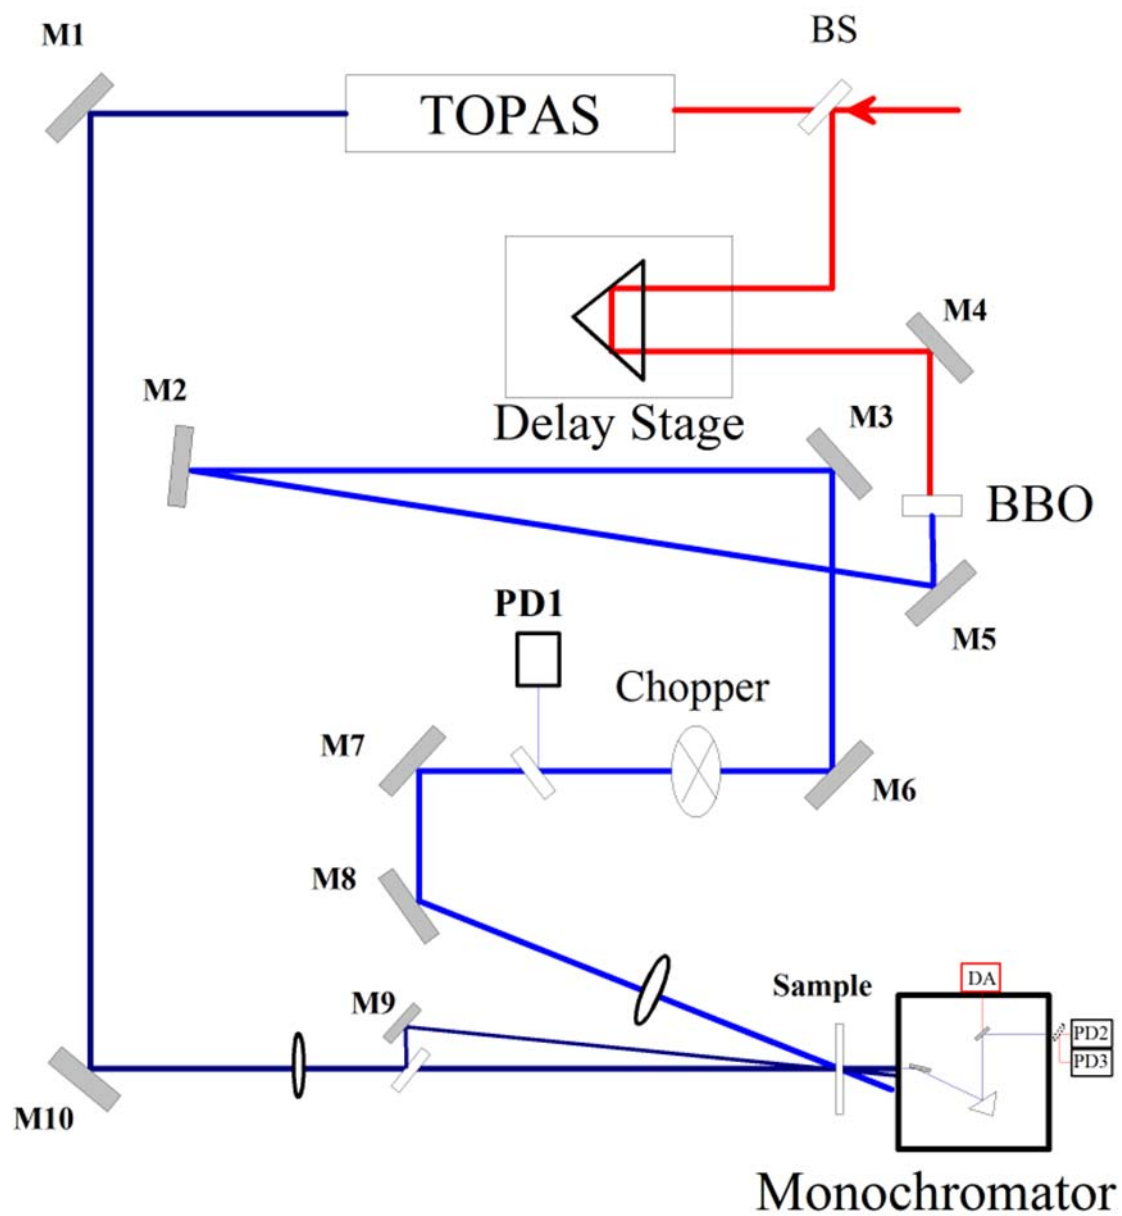 M1
BS
TOPAS
M4
M2
Delay Stage
M3
BBO
PD1
M5
Chopper
M7
M6
M8
DA
Sample
M9
PD2
PD3
M10
Monochromator